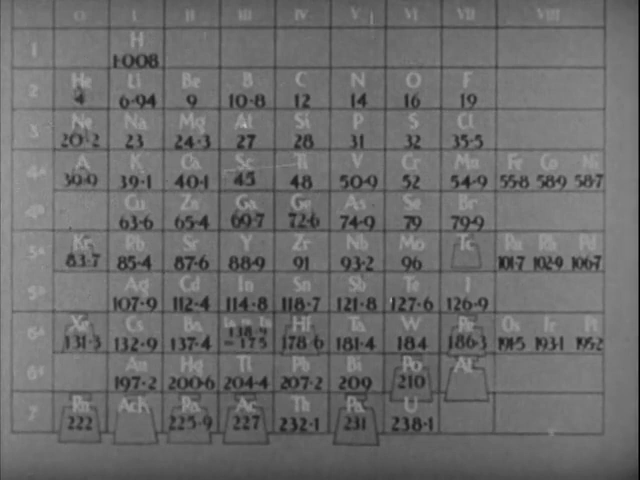 O I II III IV V VI VII VIII
1 H
1·008
2 He Li Be B C N O F
4 6·94 9 10·8 12 14 16 19
3 Ne Na Mg Al Si P S Cl
20·2 23 24·3 27 28 31 32 35·5
4ᴬ A K Ca Sc Ti V Cr Mn Fe Co Ni
39·9 39·1 40·1 45 48 50·9 52 54·9 55·8 58·9 58·7
4ᴮ Cu Zn Ga Ge As Se Br
63·6 65·4 69·7 72·6 74·9 79 79·9
5ᴬ Kr Rb Sr Y Zr Nb Mo Tc Ru Rh Pd
83·7 85·4 87·6 88·9 91 93·2 96 101·7 102·9 106·7
5ᴮ Ag Cd In Sn Sb Te I
107·9 112·4 114·8 118·7 121·8 127·6 126·9
6ᴬ Xe Cs Ba Hf Ta W Re Os Ir Pt
131·3 132·9 137·4 – 175 178·6 181·4 184 186·3 191·5 193·1 195·2
6ᴮ Au Hg Tl Pb Bi Po At
197·2 200·6 204·4 207·2 209 210
7 Rn Ra Ac Th Pa U
222 225·9 227 232·1 231 238·1